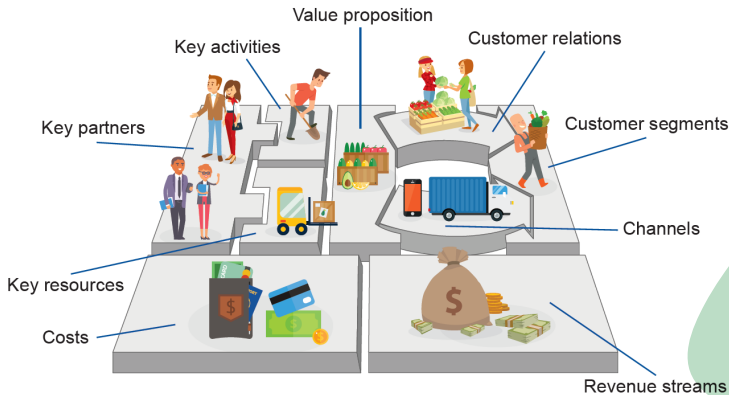 Value proposition
Key activities
Customer relations
Key partners
Customer segments
Channels
Key resources
Costs
$
$
$
Revenue streams